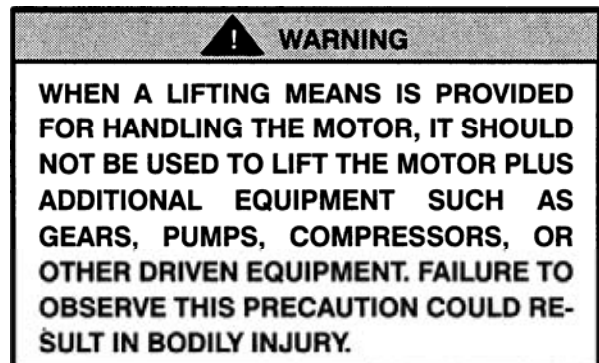 WARNING
WHEN A LIFTING MEANS IS PROVIDED
FOR HANDLING THE MOTOR, IT SHOULD
NOT BE USED TO LIFT THE MOTOR PLUS
ADDITIONAL EQUIPMENT SUCH AS
GEARS, PUMPS, COMPRESSORS, OR
OTHER DRIVEN EQUIPMENT. FAILURE TO
OBSERVE THIS PRECAUTION COULD RE-
SULT IN BODILY INJURY.